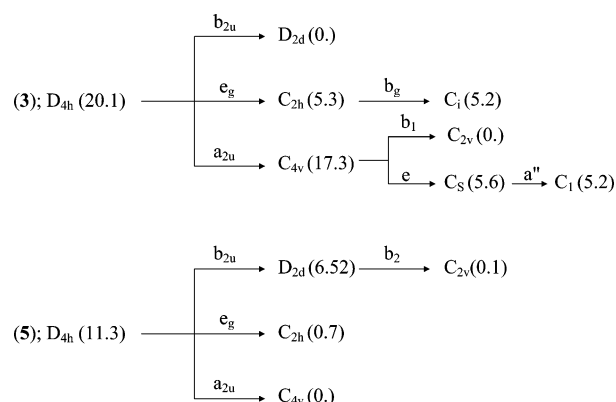 b2u D2d (0.)
(3); D4h (20.1) eg C2h (5.3) bg Ci (5.2)
b1 C2v (0.)
a2u C4v (17.3)
e CS (5.6) a" C1 (5.2)
b2u D2d (6.52) b2 C2v(0.1)
(5); D4h (11.3) eg C2h (0.7)
a2u C4v (0.)